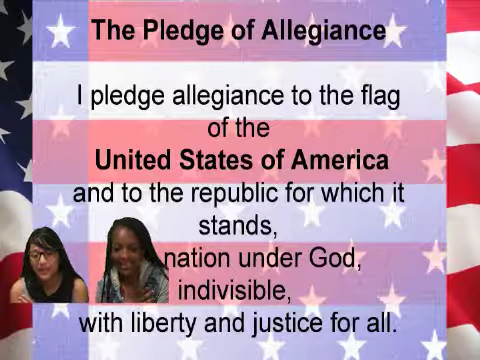 The Pledge of Allegiance
I pledge allegiance to the flag
of the
United States of America
and to the republic for which it
stands,
nation under God,
indivisible,
with liberty and justice for all.